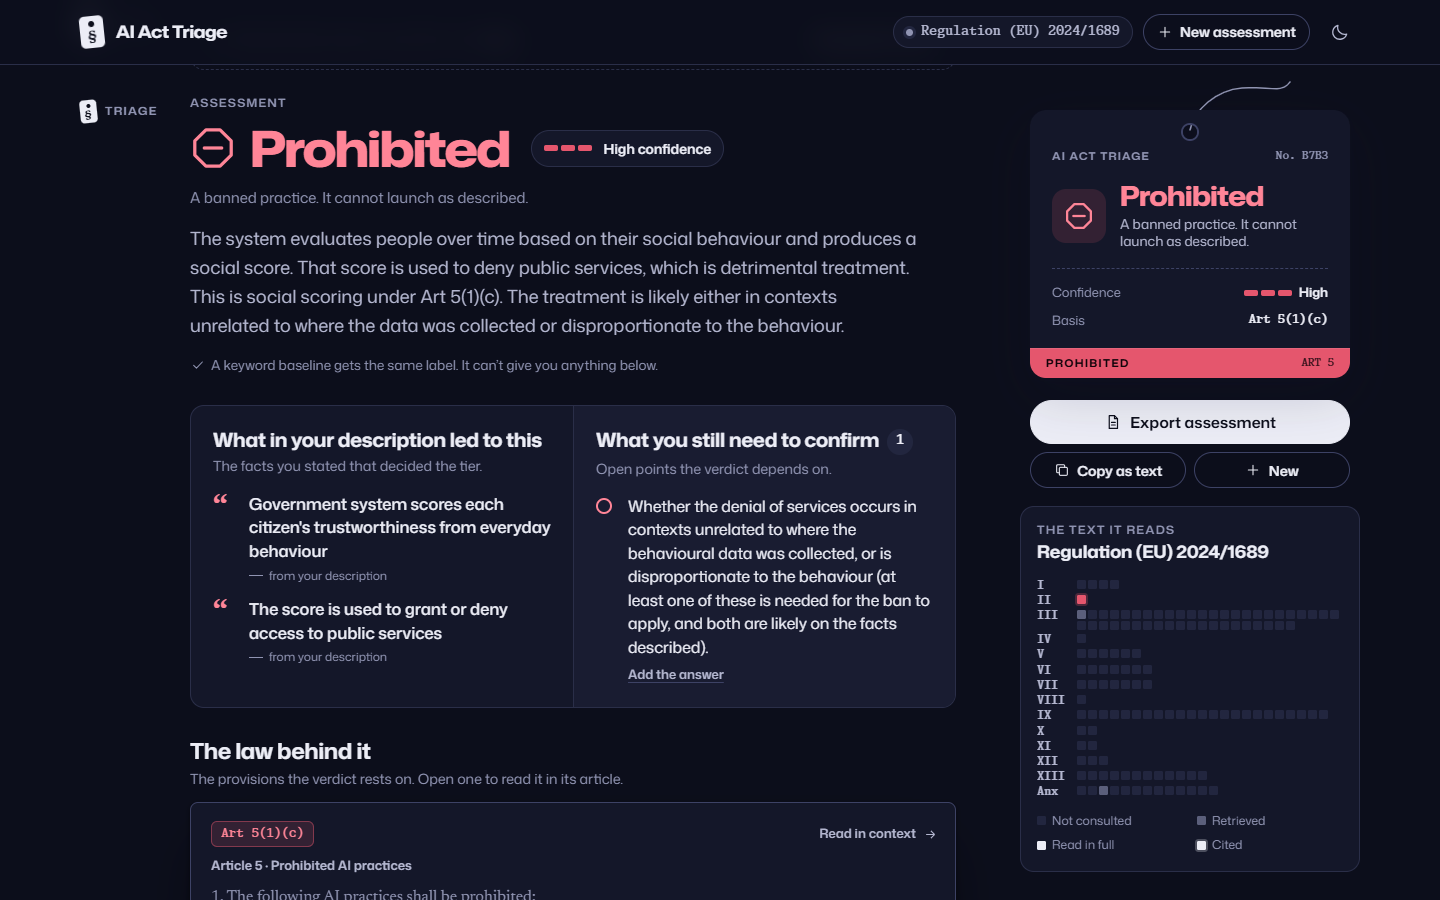 § AI Act Triage
Regulation (EU) 2024/1689
New assessment
§ TRIAGE
ASSESSMENT
Prohibited
High confidence
A banned practice. It cannot launch as described.
The system evaluates people over time based on their social behaviour and produces a
social score. That score is used to deny public services, which is detrimental treatment.
This is social scoring under Art 5(1)(c). The treatment is likely either in contexts
unrelated to where the data was collected or disproportionate to the behaviour.
A keyword baseline gets the same label. It can’t give you anything below.
What in your description led to this
The facts you stated that decided the tier.
“ Government system scores each
citizen's trustworthiness from everyday
behaviour
— from your description
“ The score is used to grant or deny
access to public services
— from your description
What you still need to confirm 1
Open points the verdict depends on.
Whether the denial of services occurs in
contexts unrelated to where the
behavioural data was collected, or is
disproportionate to the behaviour (at
least one of these is needed for the ban to
apply, and both are likely on the facts
described).
Add the answer
The law behind it
The provisions the verdict rests on. Open one to read it in its article.
Art 5(1)(c)
Read in context →
Article 5 · Prohibited AI practices
1. The following AI practices shall be prohibited:
AI ACT TRIAGE
No. B7B3
Prohibited
A banned practice. It cannot
launch as described.
Confidence
High
Basis
Art 5(1)(c)
PROHIBITED
ART 5
Export assessment
Copy as text
New
THE TEXT IT READS
Regulation (EU) 2024/1689
I
II
III
IV
V
VI
VII
VIII
IX
X
XI
XII
XIII
Anx
Not consulted
Retrieved
Read in full
Cited